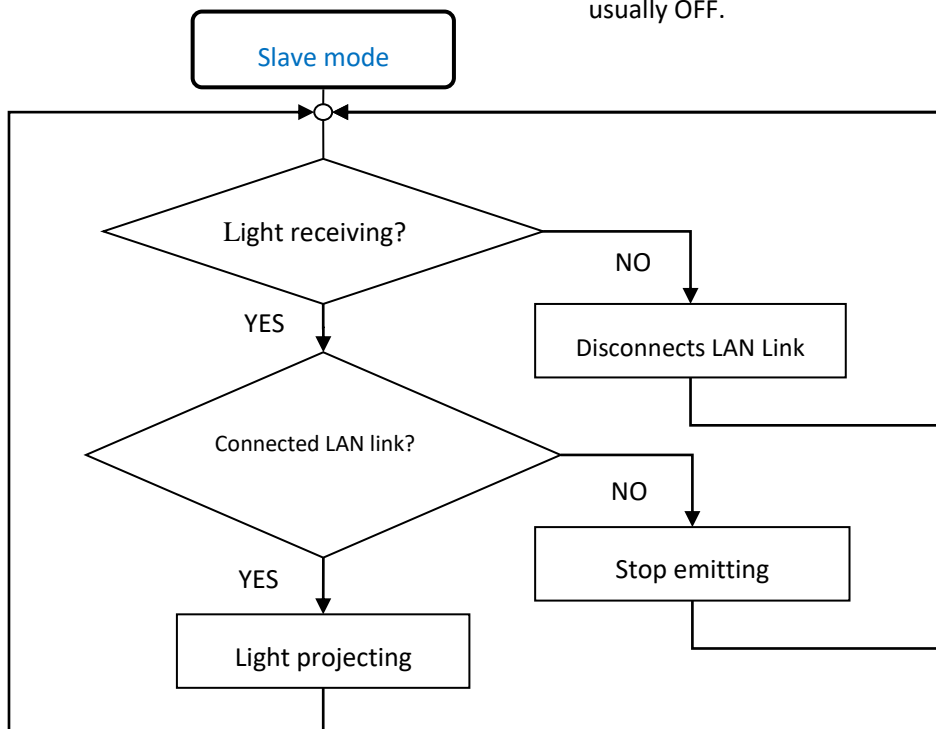 usually OFF.
Slave mode
Light receiving?
NO
YES
Disconnects LAN Link
Connected LAN link?
NO
YES
Stop emitting
Light projecting